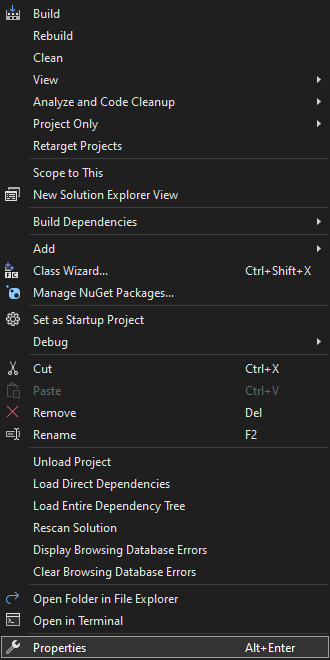 Build
Rebuild
Clean
View
Analyze and Code Cleanup
Project Only
Retarget Projects
Scope to This
New Solution Explorer View
Build Dependencies
Add
Class Wizard... Ctrl+Shift+X
Manage NuGet Packages...
Set as Startup Project
Debug
Cut Ctrl+X
Paste Ctrl+V
Remove Del
Rename F2
Unload Project
Load Direct Dependencies
Load Entire Dependency Tree
Rescan Solution
Display Browsing Database Errors
Clear Browsing Database Errors
Open Folder in File Explorer
Open in Terminal
Properties Alt+Enter